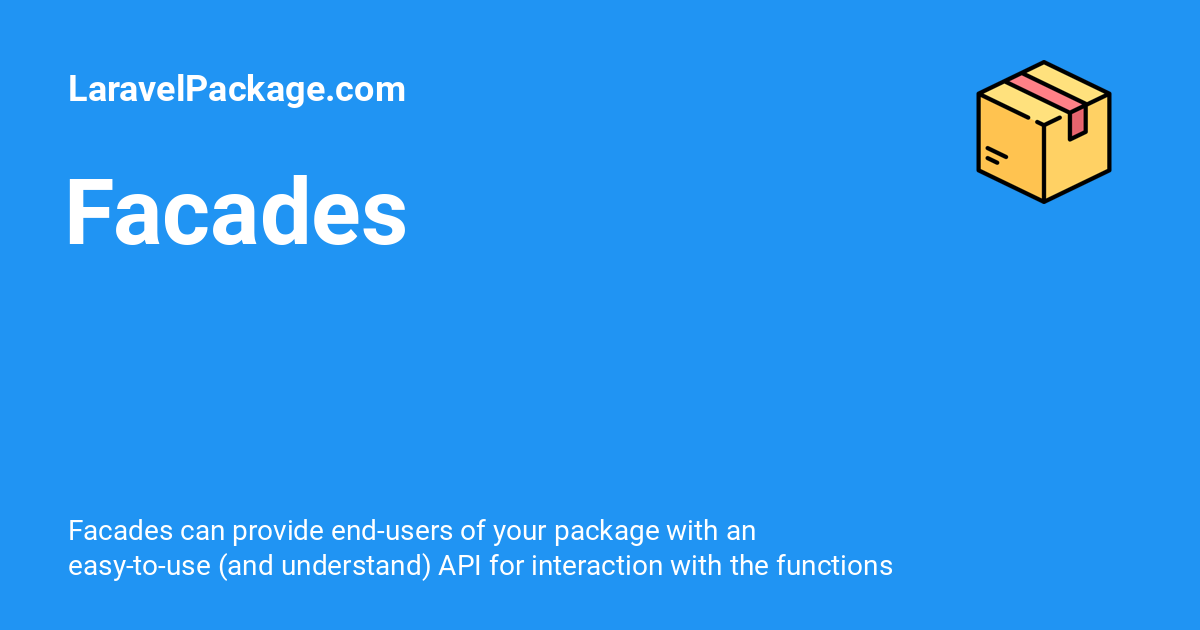 LaravelPackage.com
Facades
Facades can provide end-users of your package with an
easy-to-use (and understand) API for interaction with the functions